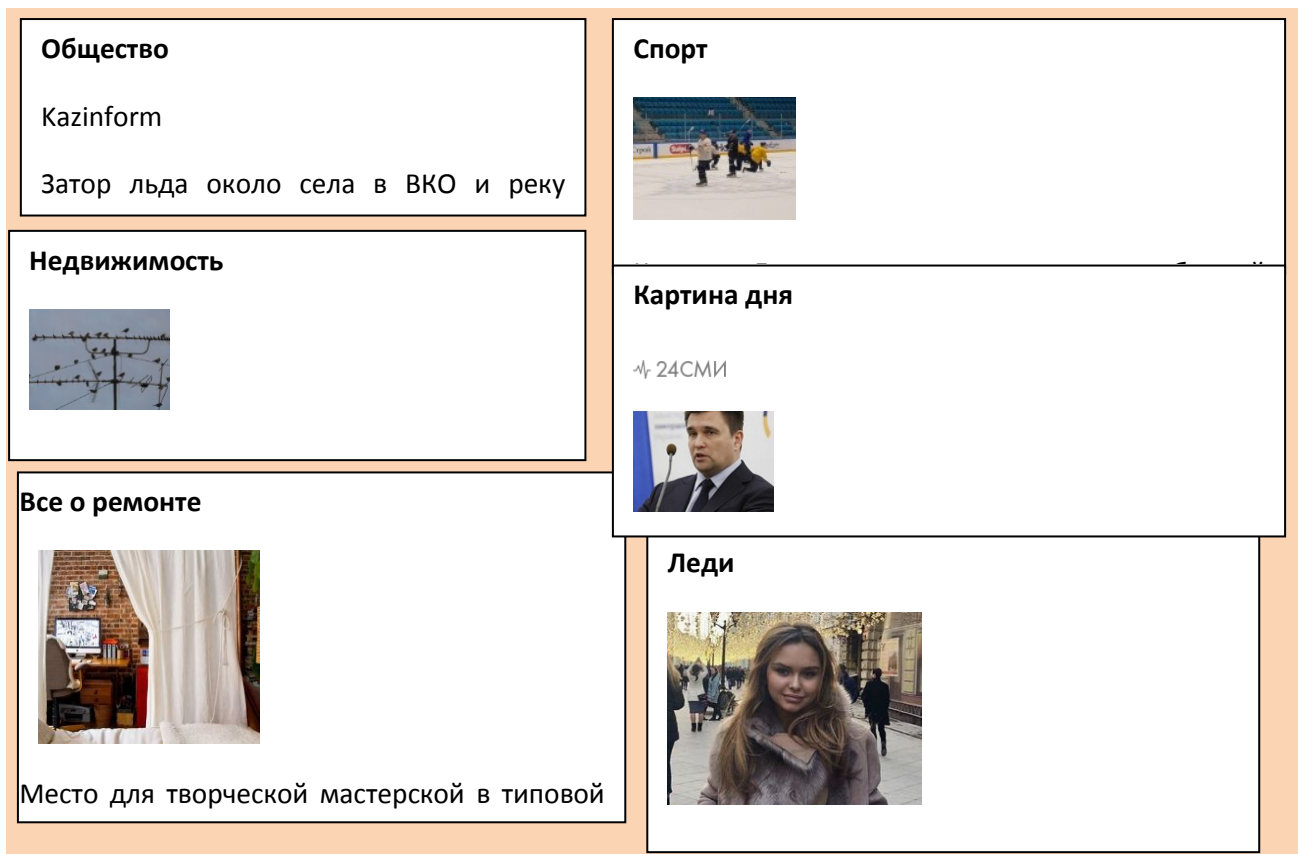 Общество
Kazinform
Затор льда около села в ВКО и реку
Недвижимость
Все о ремонте
Место для творческой мастерской в типовой
Спорт
Картина дня
24СМИ
Леди